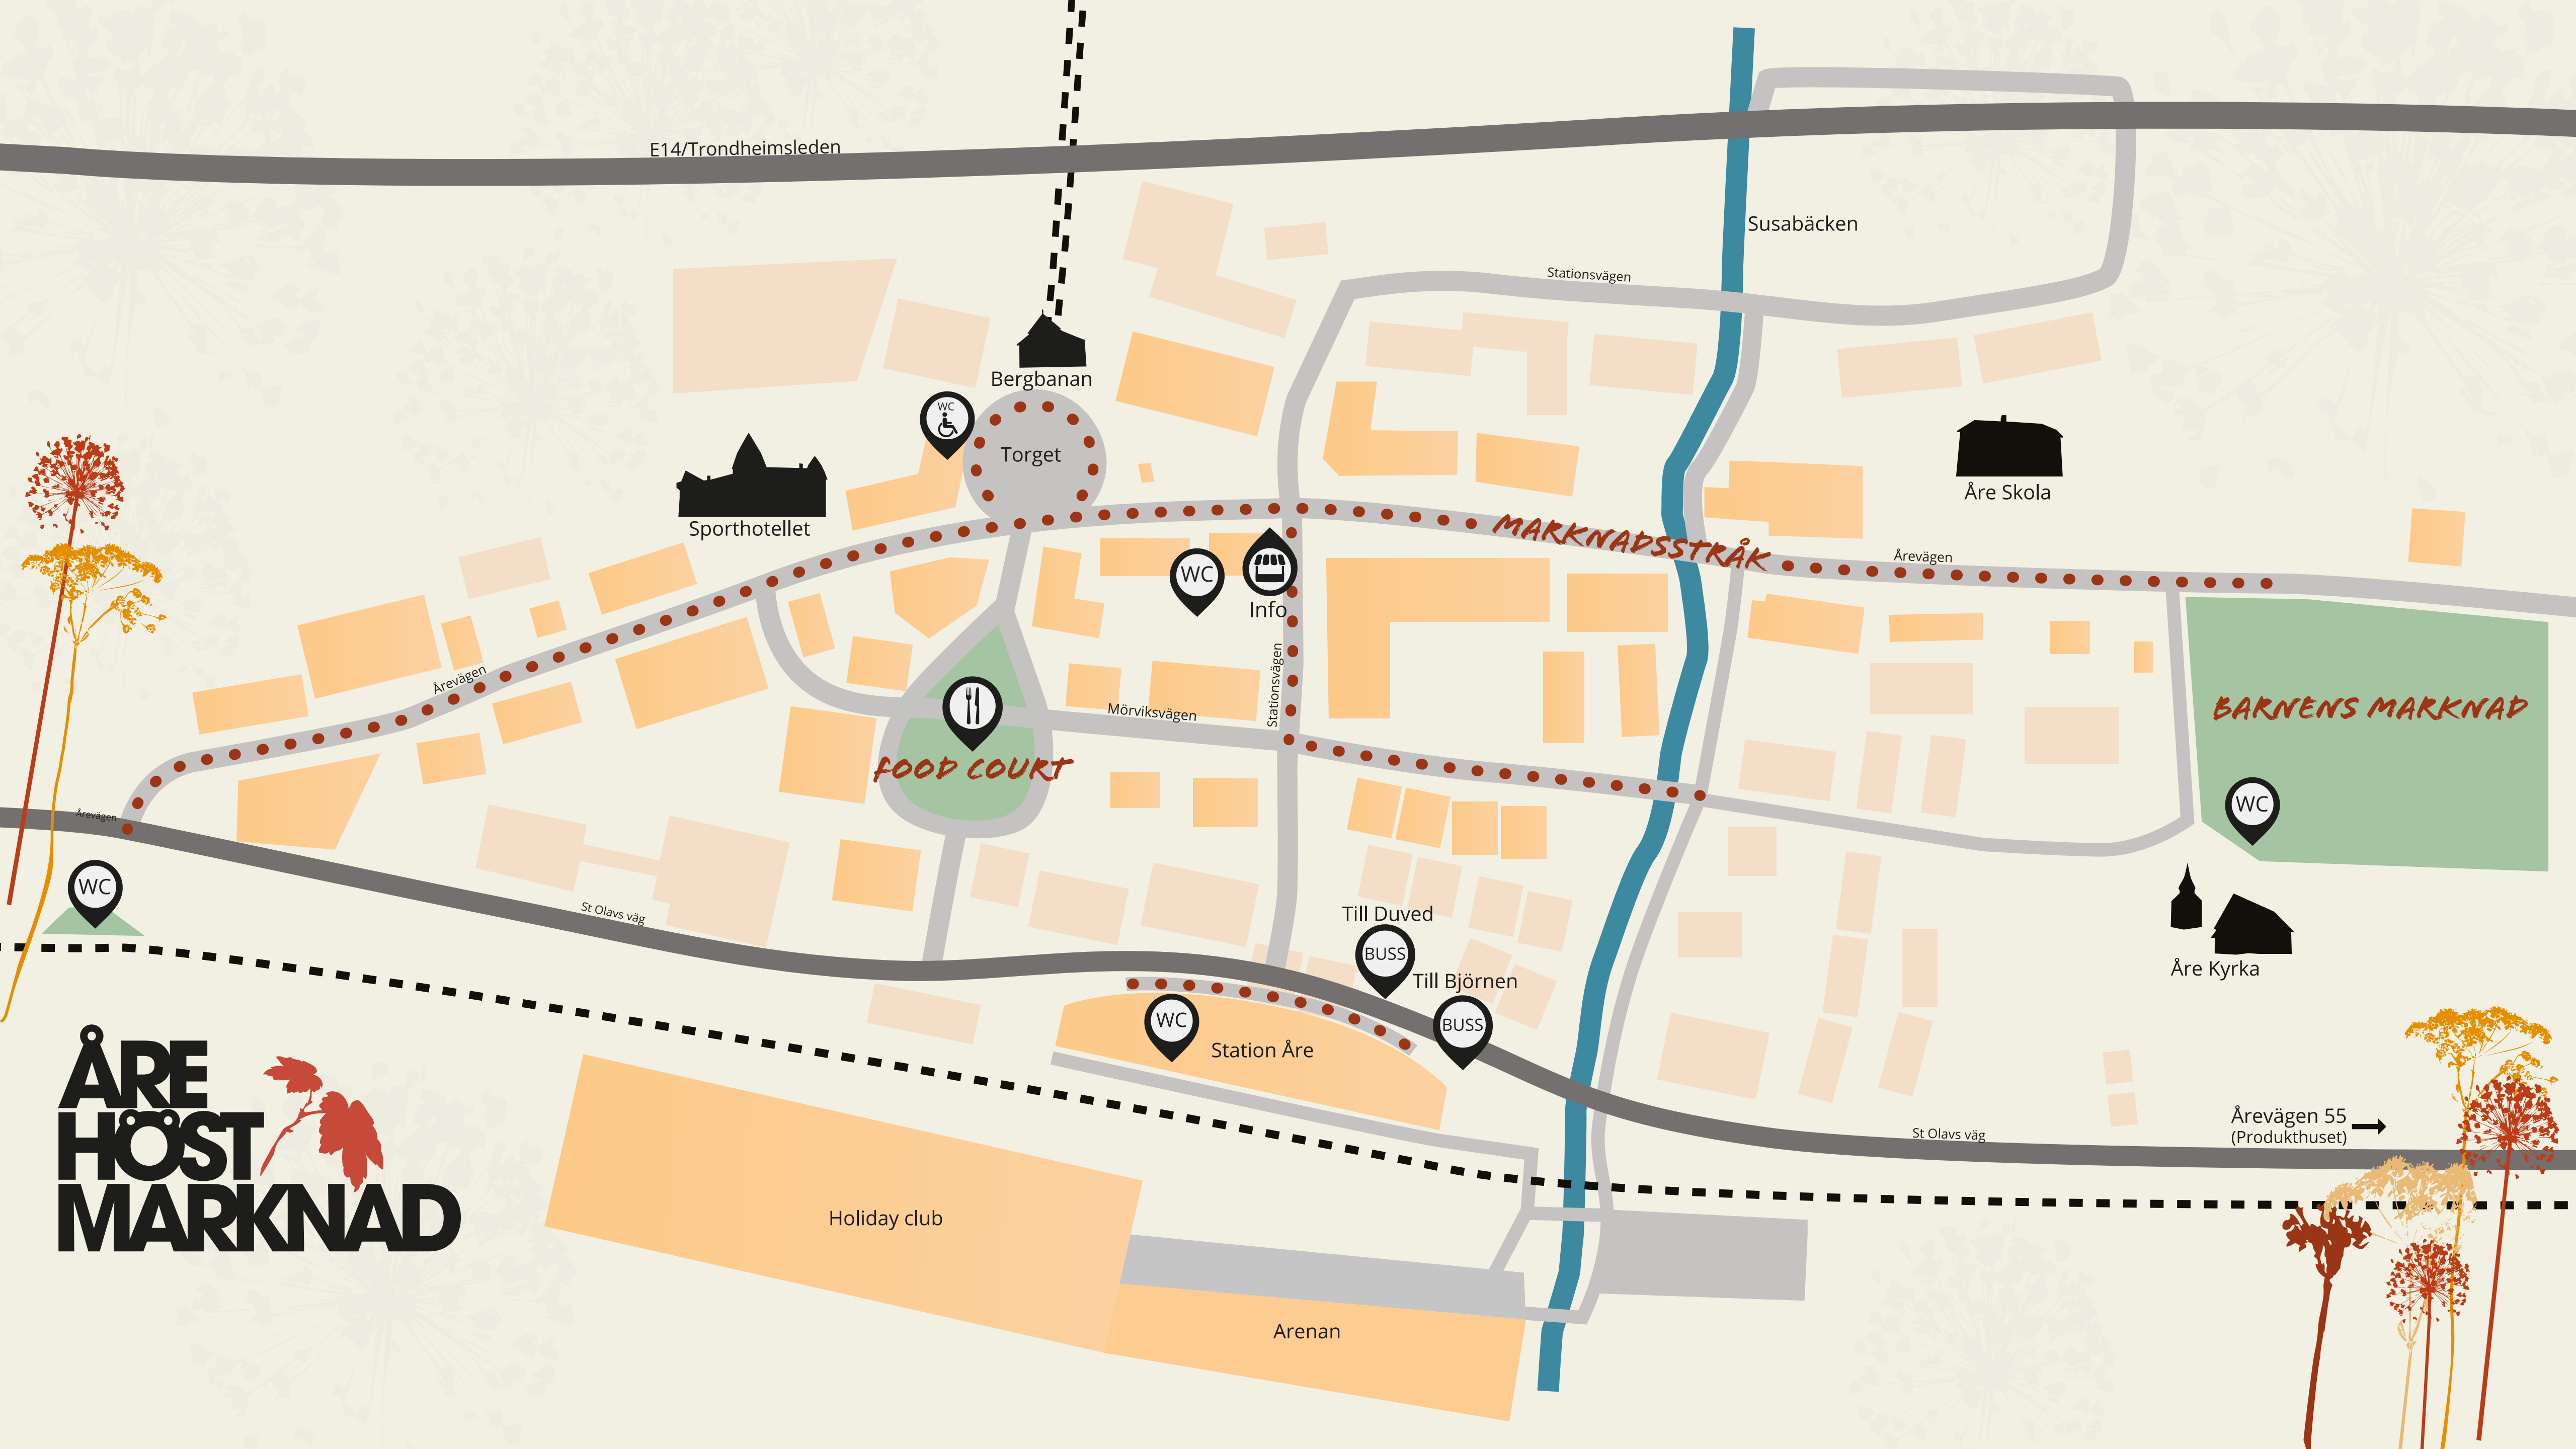 E14/Trondheimsleden
Susabäcken
Stationsvägen
Bergbanan
WC
Torget
Sporthotellet
Åre Skola
MARKNADSSTRÅK
Årevägen
WC
Info
Årevägen
Stationsvägen
Mörviksvägen
FOOD COURT
BARNENS MARKNAD
WC
Årevägen
WC
St Olavs väg
Till Duved
BUSS
Till Björnen
BUSS
Åre Kyrka
WC
Station Åre
ÅRE
HÖST
MARKNAD
Årevägen 55
(Produkthuset)
St Olavs väg
Holiday club
Arenan